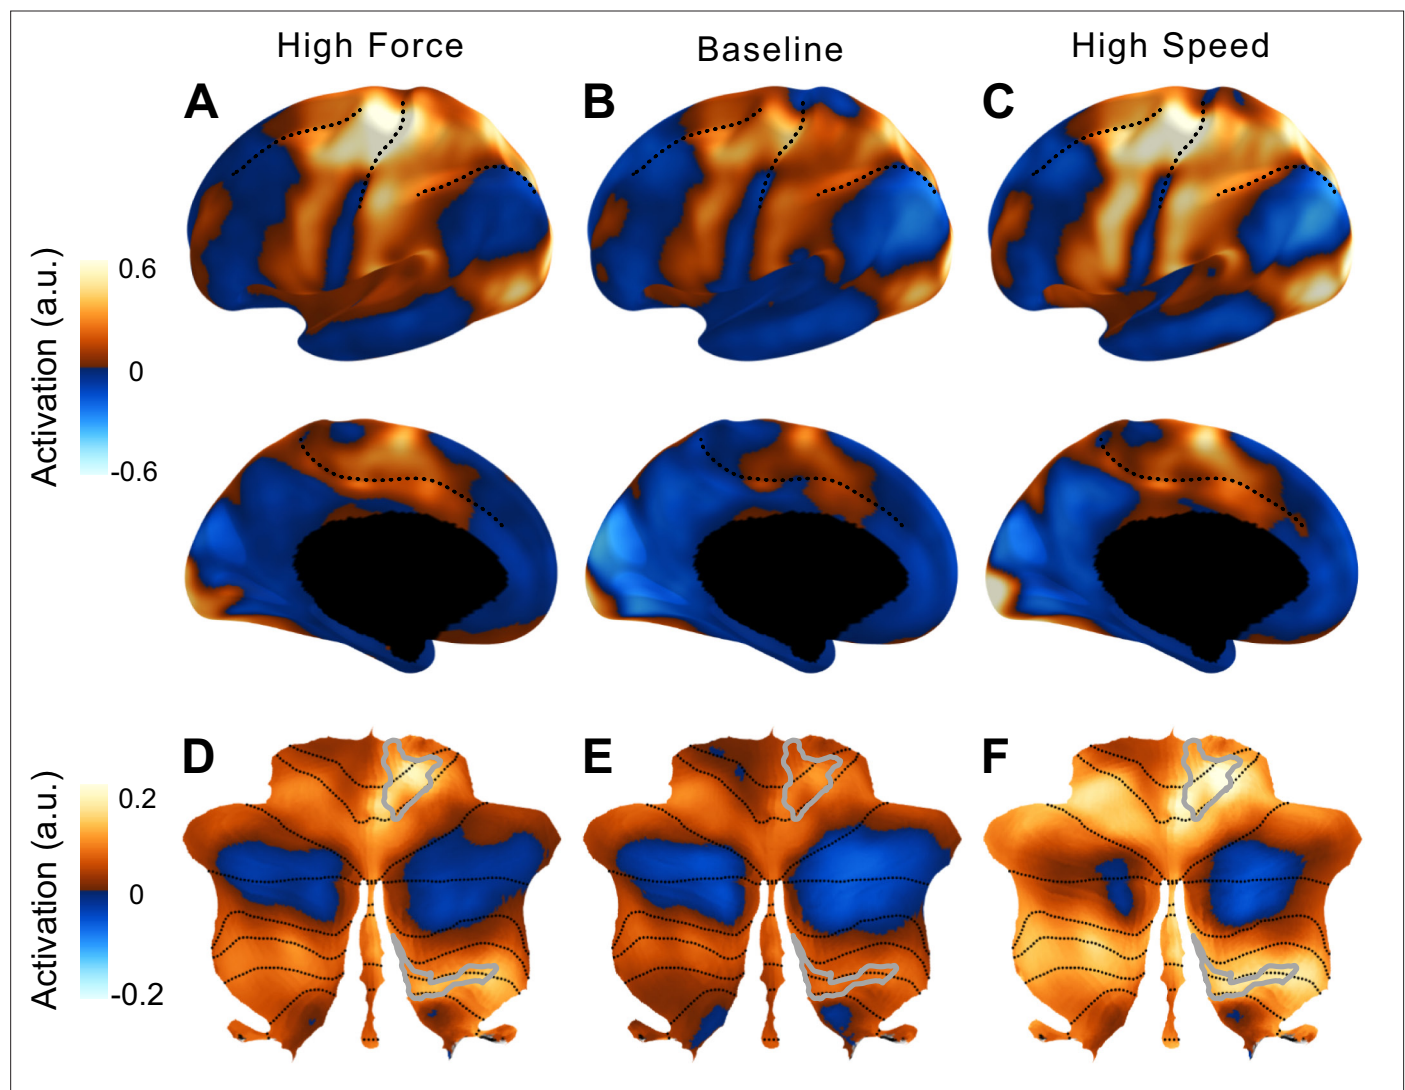 High Force
Baseline
High Speed
A
B
C
Activation (a.u.)
0.6
0
-0.6
D
E
F
Activation (a.u.)
0.2
0
-0.2